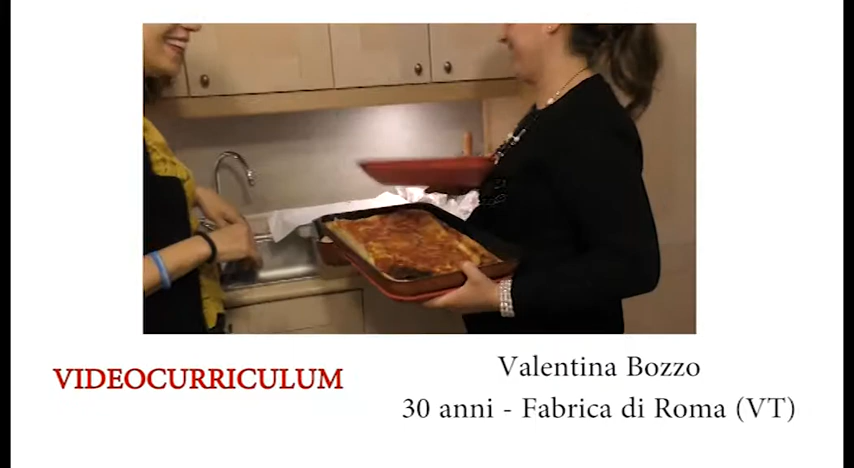 VIDEOCURRICULUM
Valentina Bozzo
30 anni - Fabrica di Roma (VT)